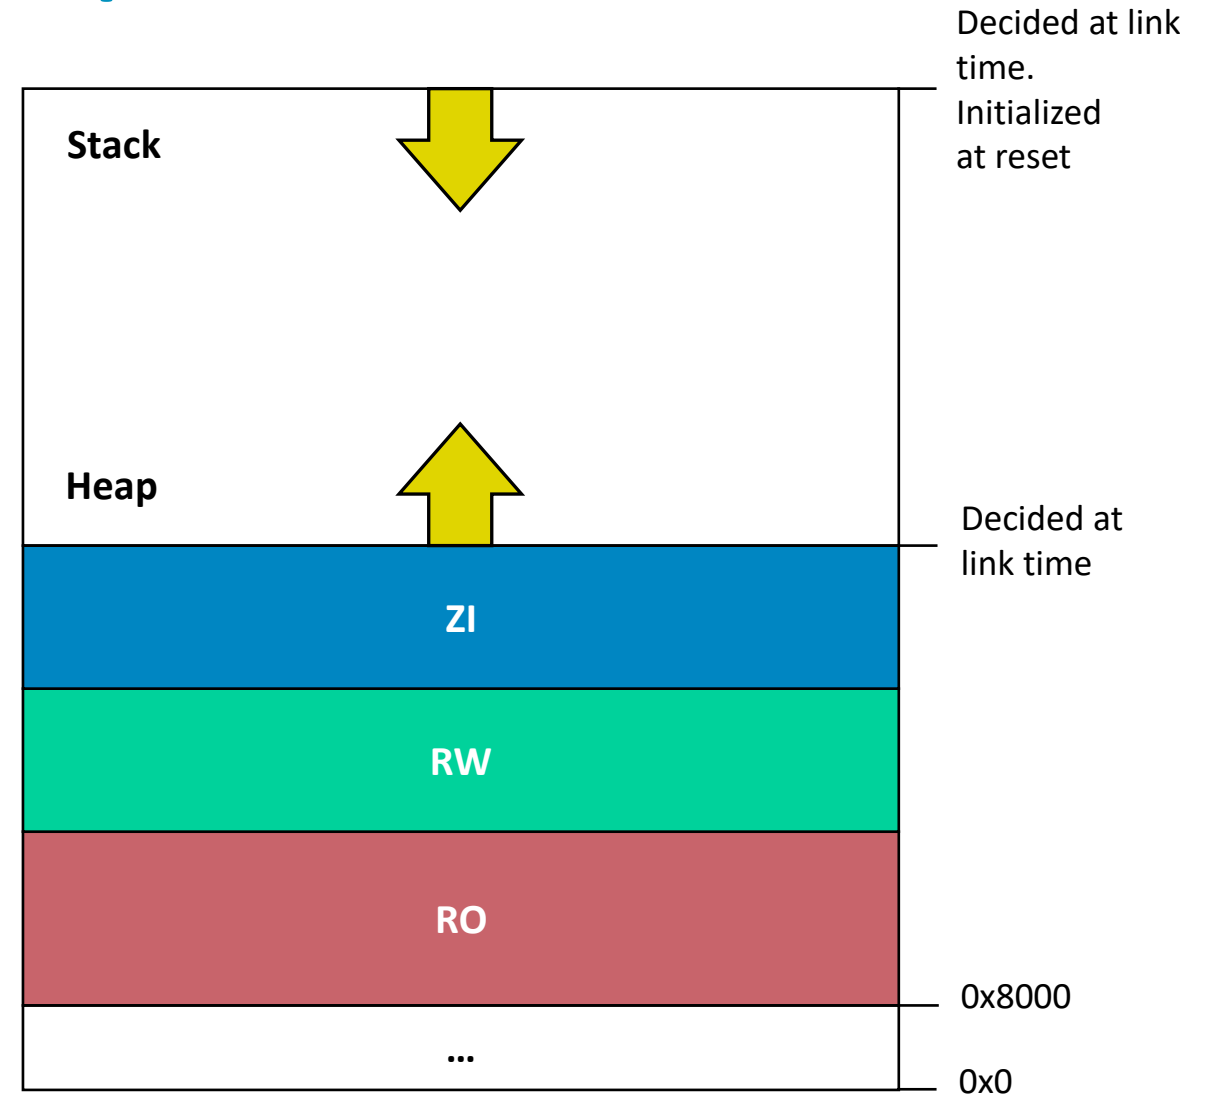 Decided at link
time.
Initialized
at reset
Stack
Heap
Decided at
link time
ZI
RW
RO
0x8000
...
0x0